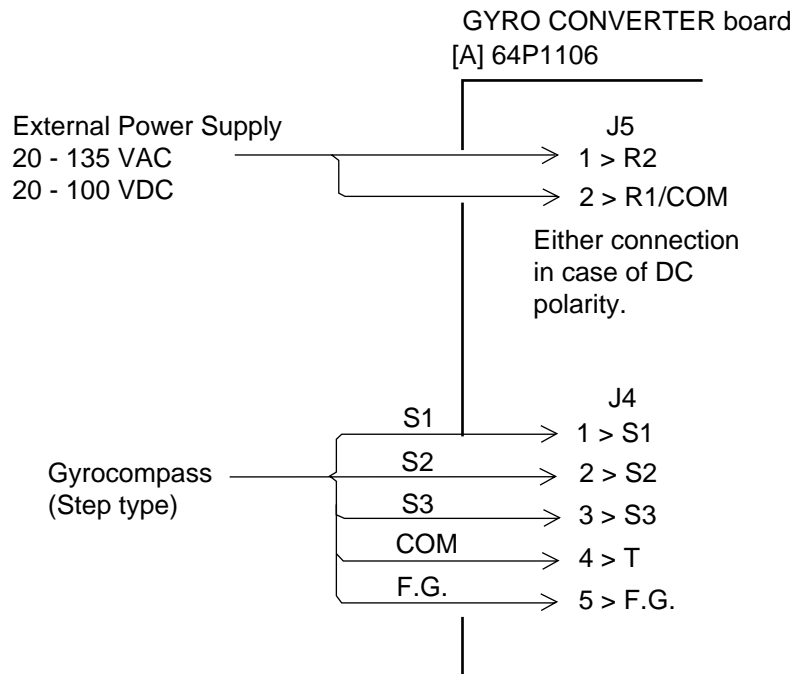 GYRO CONVERTER board
[A] 64P1106
External Power Supply
20 - 135 VAC
20 - 100 VDC
J5
1 > R2
2 > R1/COM
Either connection
in case of DC
polarity.
J4
S1
1 > S1
Gyrocompass
(Step type)
S2
2 > S2
S3
3 > S3
COM
4 > T
F.G.
5 > F.G.